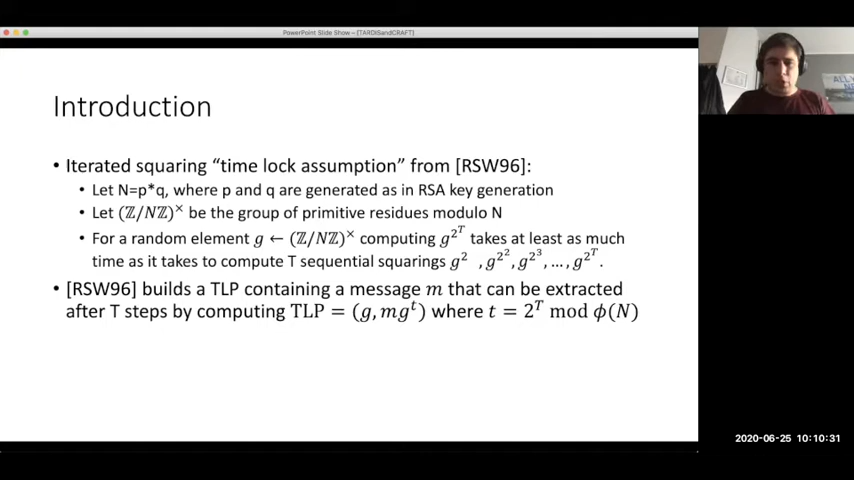 PowerPoint Slide Show – [TARDISandCRAFT]
Introduction
• Iterated squaring “time lock assumption” from [RSW96]:
• Let N=p*q, where p and q are generated as in RSA key generation
• Let (ℤ/Nℤ)^× be the group of primitive residues modulo N
• For a random element g ← (ℤ/Nℤ)^× computing g^{2^T} takes at least as much
time as it takes to compute T sequential squarings g^2 , g^{2^2}, g^{2^3}, …, g^{2^T}.
• [RSW96] builds a TLP containing a message m that can be extracted
after T steps by computing TLP = (g, mg^t) where t = 2^T mod ϕ(N)
2020-06-25 10:10:31